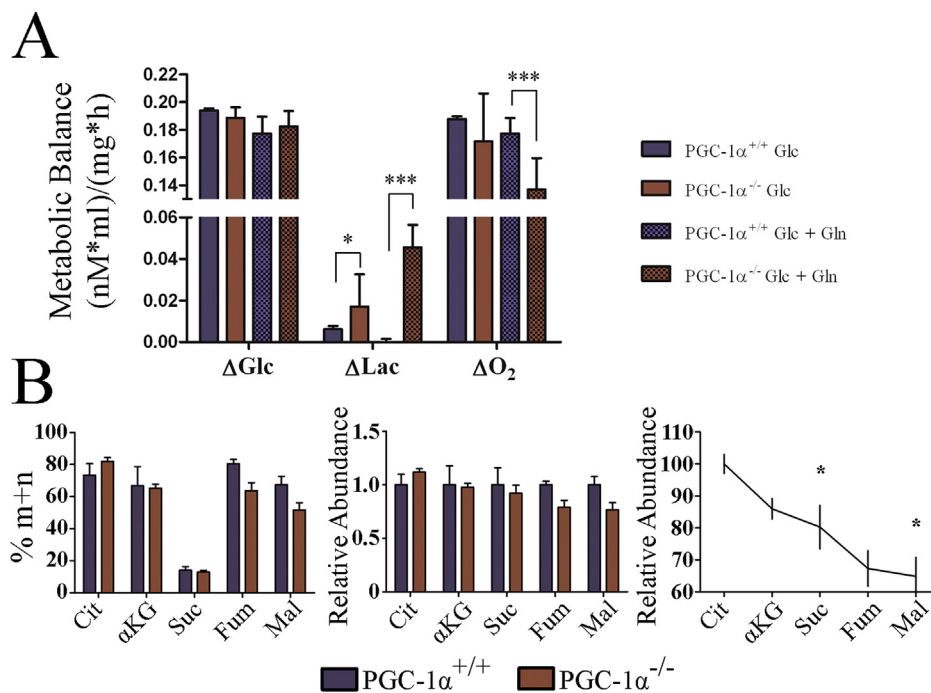 A
Metabolic Balance
(nM*ml)/(mg*h)
0.22
0.20
0.18
0.16
0.14
0.06
0.04
0.02
0.00
*
***
***
ΔGlc
ΔLac
ΔO₂
PGC-1α⁺/⁺ Glc
PGC-1α⁻/⁻ Glc
PGC-1α⁺/⁺ Glc + Gln
PGC-1α⁻/⁻ Glc + Gln
B
% m+n
100
80
60
40
20
0
Cit
αKG
Suc
Fum
Mal
Relative Abundance
1.5
1.0
0.5
0
Cit
αKG
Suc
Fum
Mal
Relative Abundance
100
90
80
70
60
*
*
Cit
αKG
Suc
Fum
Mal
PGC-1α⁺/⁺
PGC-1α⁻/⁻